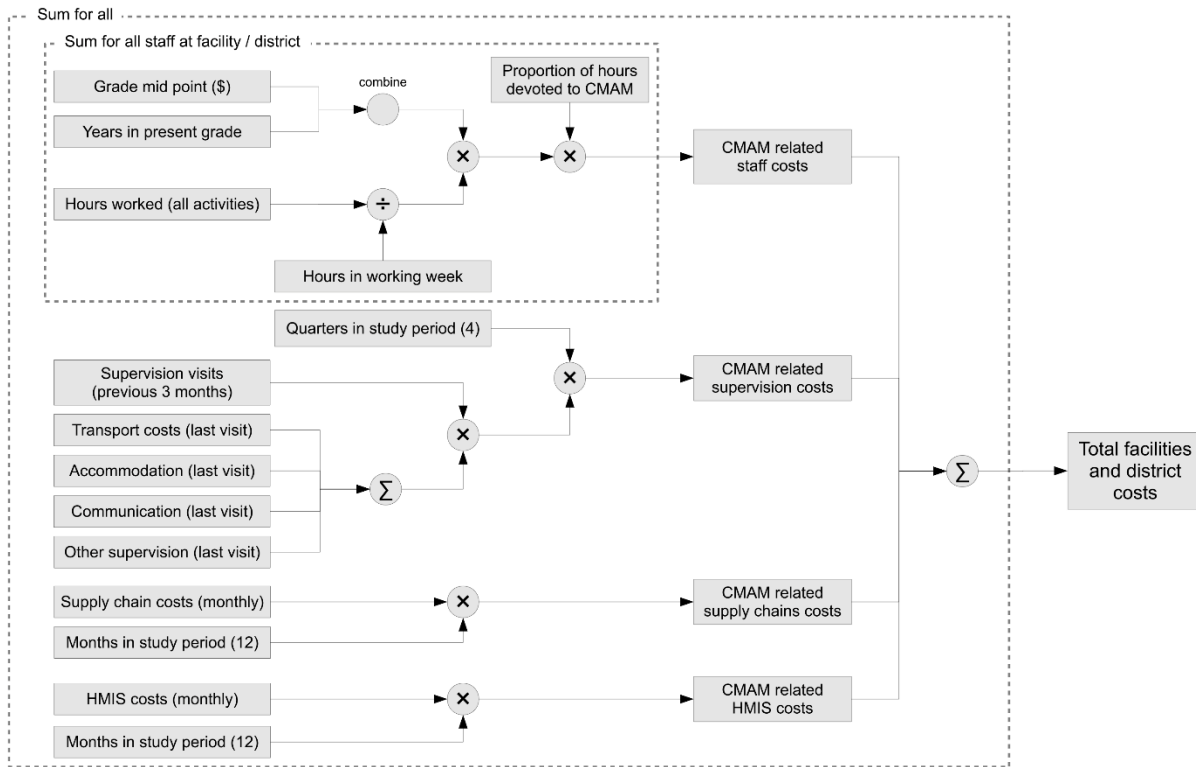 Sum for all
Sum for all staff at facility / district
Grade mid point ($)
combine
Proportion of hours
devoted to CMAM
Years in present grade
×
×
CMAM related
staff costs
Hours worked (all activities)
÷
Hours in working week
Quarters in study period (4)
Supervision visits
(previous 3 months)
×
CMAM related
supervision costs
Transport costs (last visit)
×
Accommodation (last visit)
∑
Communication (last visit)
Other supervision (last visit)
∑
Total facilities
and district
costs
Supply chain costs (monthly)
×
CMAM related
supply chains costs
Months in study period (12)
HMIS costs (monthly)
×
CMAM related
HMIS costs
Months in study period (12)